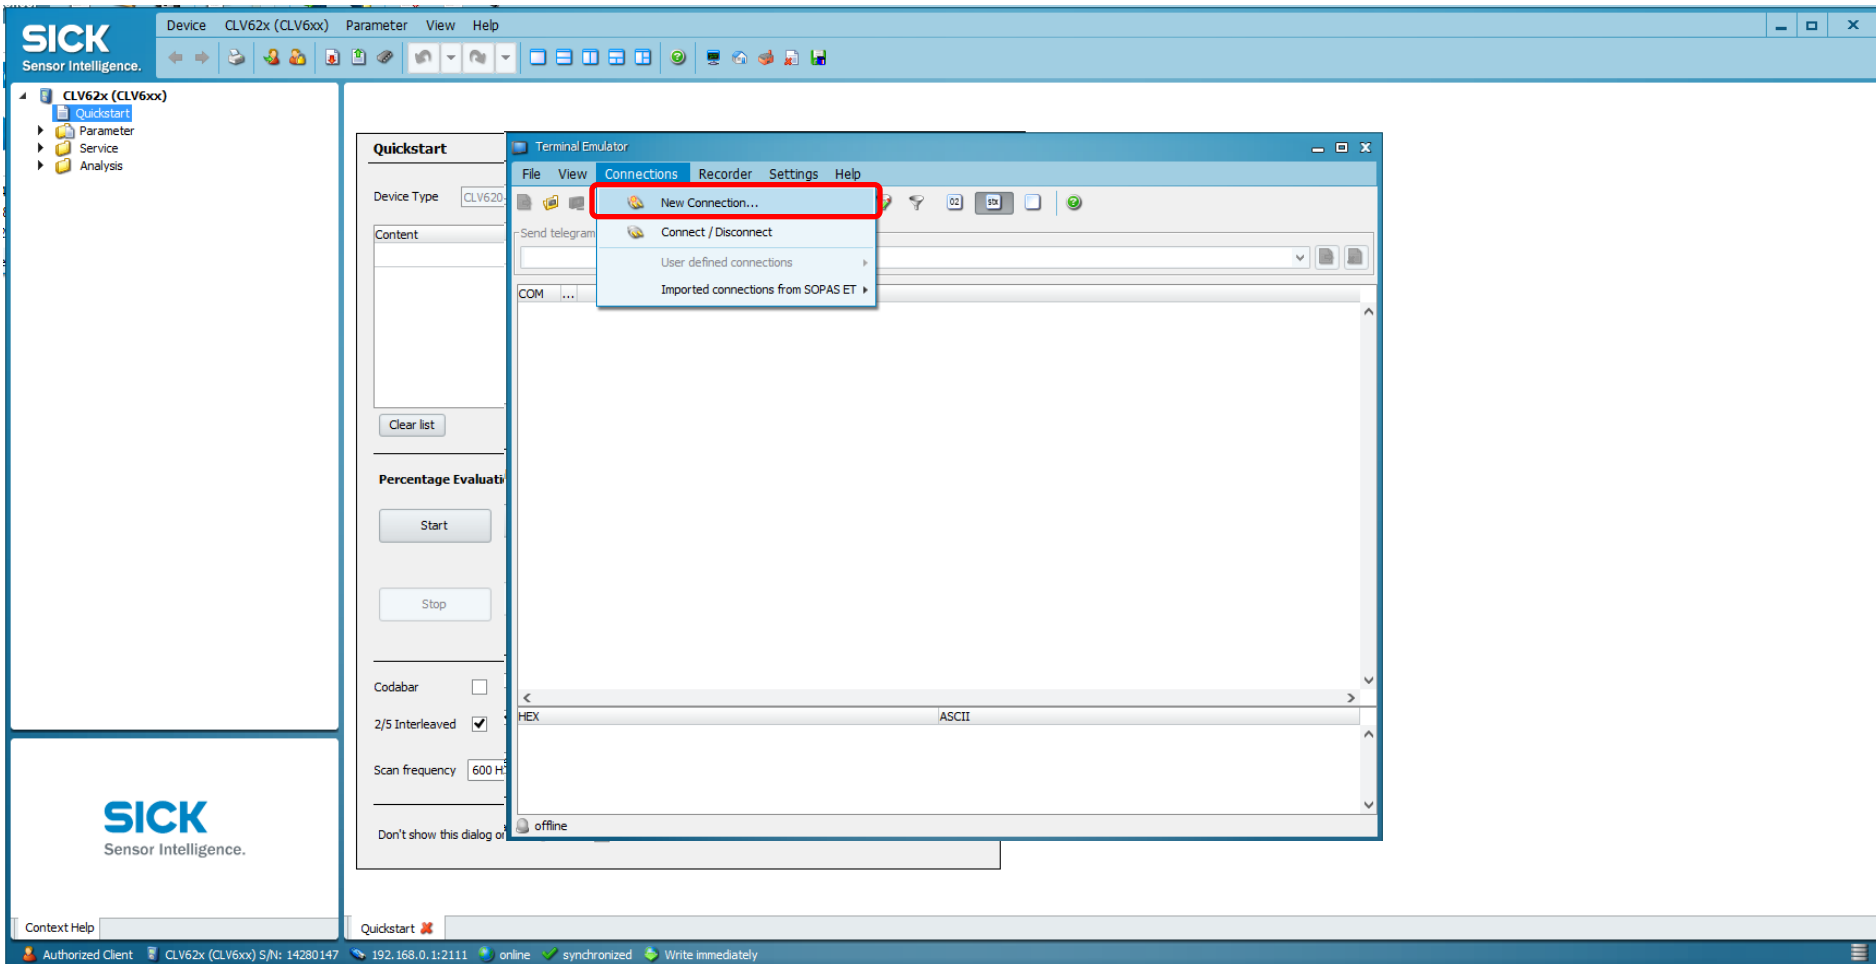 SICK
Sensor Intelligence.
Device CLV62x (CLV6xx) Parameter View Help
CLV62x (CLV6xx)
Quickstart
Parameter
Service
Analysis
Quickstart
Device Type CLV620-
Content
Clear list
Percentage Evaluati
Start
Stop
Codabar
2/5 Interleaved
Scan frequency 600 H
Don't show this dialog o
Terminal Emulator
File View Connections Recorder Settings Help
New Connection...
Connect / Disconnect
User defined connections
Imported connections from SOPAS ET
02 stx
Send telegram
COM ...
HEX ASCII
offline
SICK
Sensor Intelligence.
Context Help
Quickstart
Authorized Client CLV62x (CLV6xx) S/N: 14280147 192.168.0.1:2111 online synchronized Write immediately